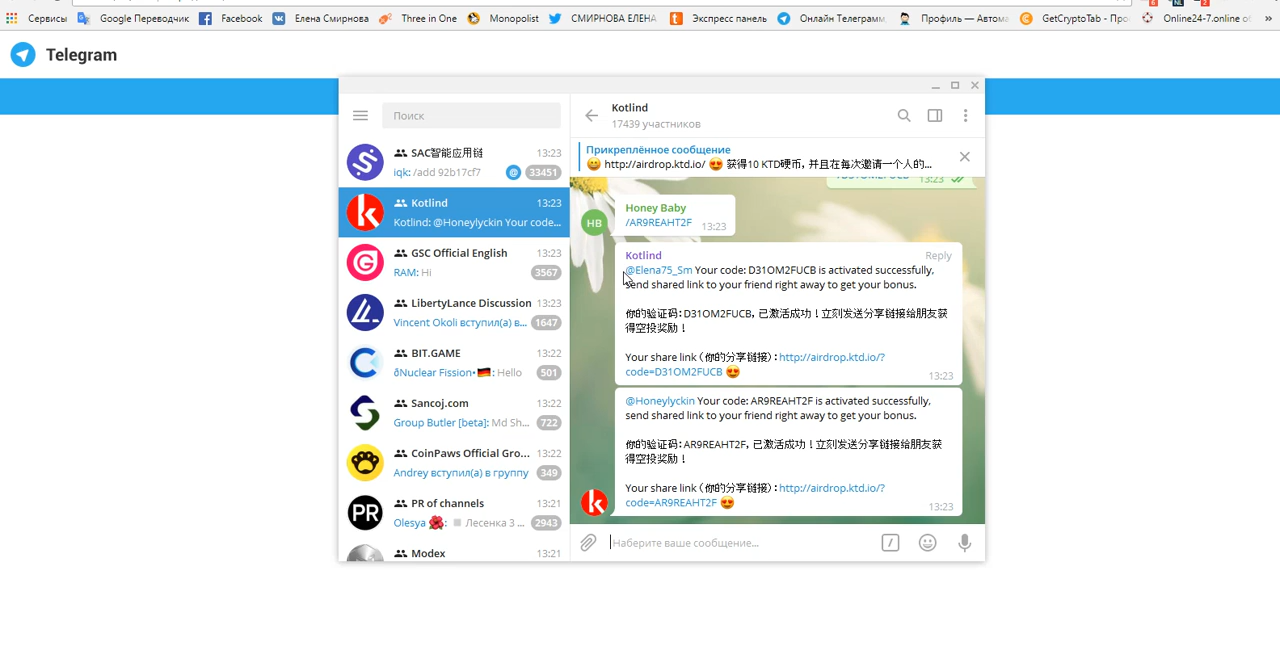 Сервисы Google Переводчик Facebook Елена Смирнова Three in One Monopolist СМИРНОВА ЕЛЕНА Экспресс панель Онлайн Телеграмм, Профиль — Автома GetCryptoTab - Про Online24-7.online о »
Telegram
Поиск
SAC智能应用链 13:23
iqk: /add 92b17cf7 @ 33451
Kotlind 13:23
Kotlind: @Honeylyckin Your code...
GSC Official English 13:23
RAM: Hi 3567
LibertyLance Discussion 13:23
Vincent Okoli вступил(а) в... 1647
BIT.GAME 13:22
ðNuclear Fission•🇩🇪: Hello 501
Sancoj.com 13:22
Group Butler [beta]: Md Sh... 722
CoinPaws Official Gro... 13:22
Andrey вступил(а) в группу 349
PR
PR of channels 13:21
Olesya 🌺: Лесенка 3 ... 2943
Modex 13:21
Kotlind
17439 участников
Прикреплённое сообщение
😀 http://airdrop.ktd.io/ 😍 获得10 KTD硬币, 并且在每次邀请一个人的...
/D31OM2FUCB 13:23
HB
Honey Baby
/AR9REAHT2F 13:23
Kotlind Reply
@Elena75_Sm Your code: D31OM2FUCB is activated successfully,
send shared link to your friend right away to get your bonus.
你的验证码:D31OM2FUCB, 已激活成功！立刻发送分享链接给朋友获
得空投奖励！
Your share link (你的分享链接)：http://airdrop.ktd.io/?
code=D31OM2FUCB 😍
13:23
@Honeylyckin Your code: AR9REAHT2F is activated successfully,
send shared link to your friend right away to get your bonus.
你的验证码:AR9REAHT2F, 已激活成功！立刻发送分享链接给朋友获
得空投奖励！
Your share link (你的分享链接)：http://airdrop.ktd.io/?
code=AR9REAHT2F 😍
13:23
Наберите ваше сообщение...